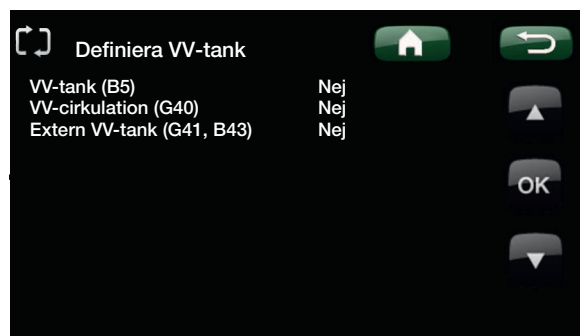 Definiera VV-tank
VV-tank (B5) Nej
VV-cirkulation (G40) Nej
Extern VV-tank (G41, B43) Nej
OK